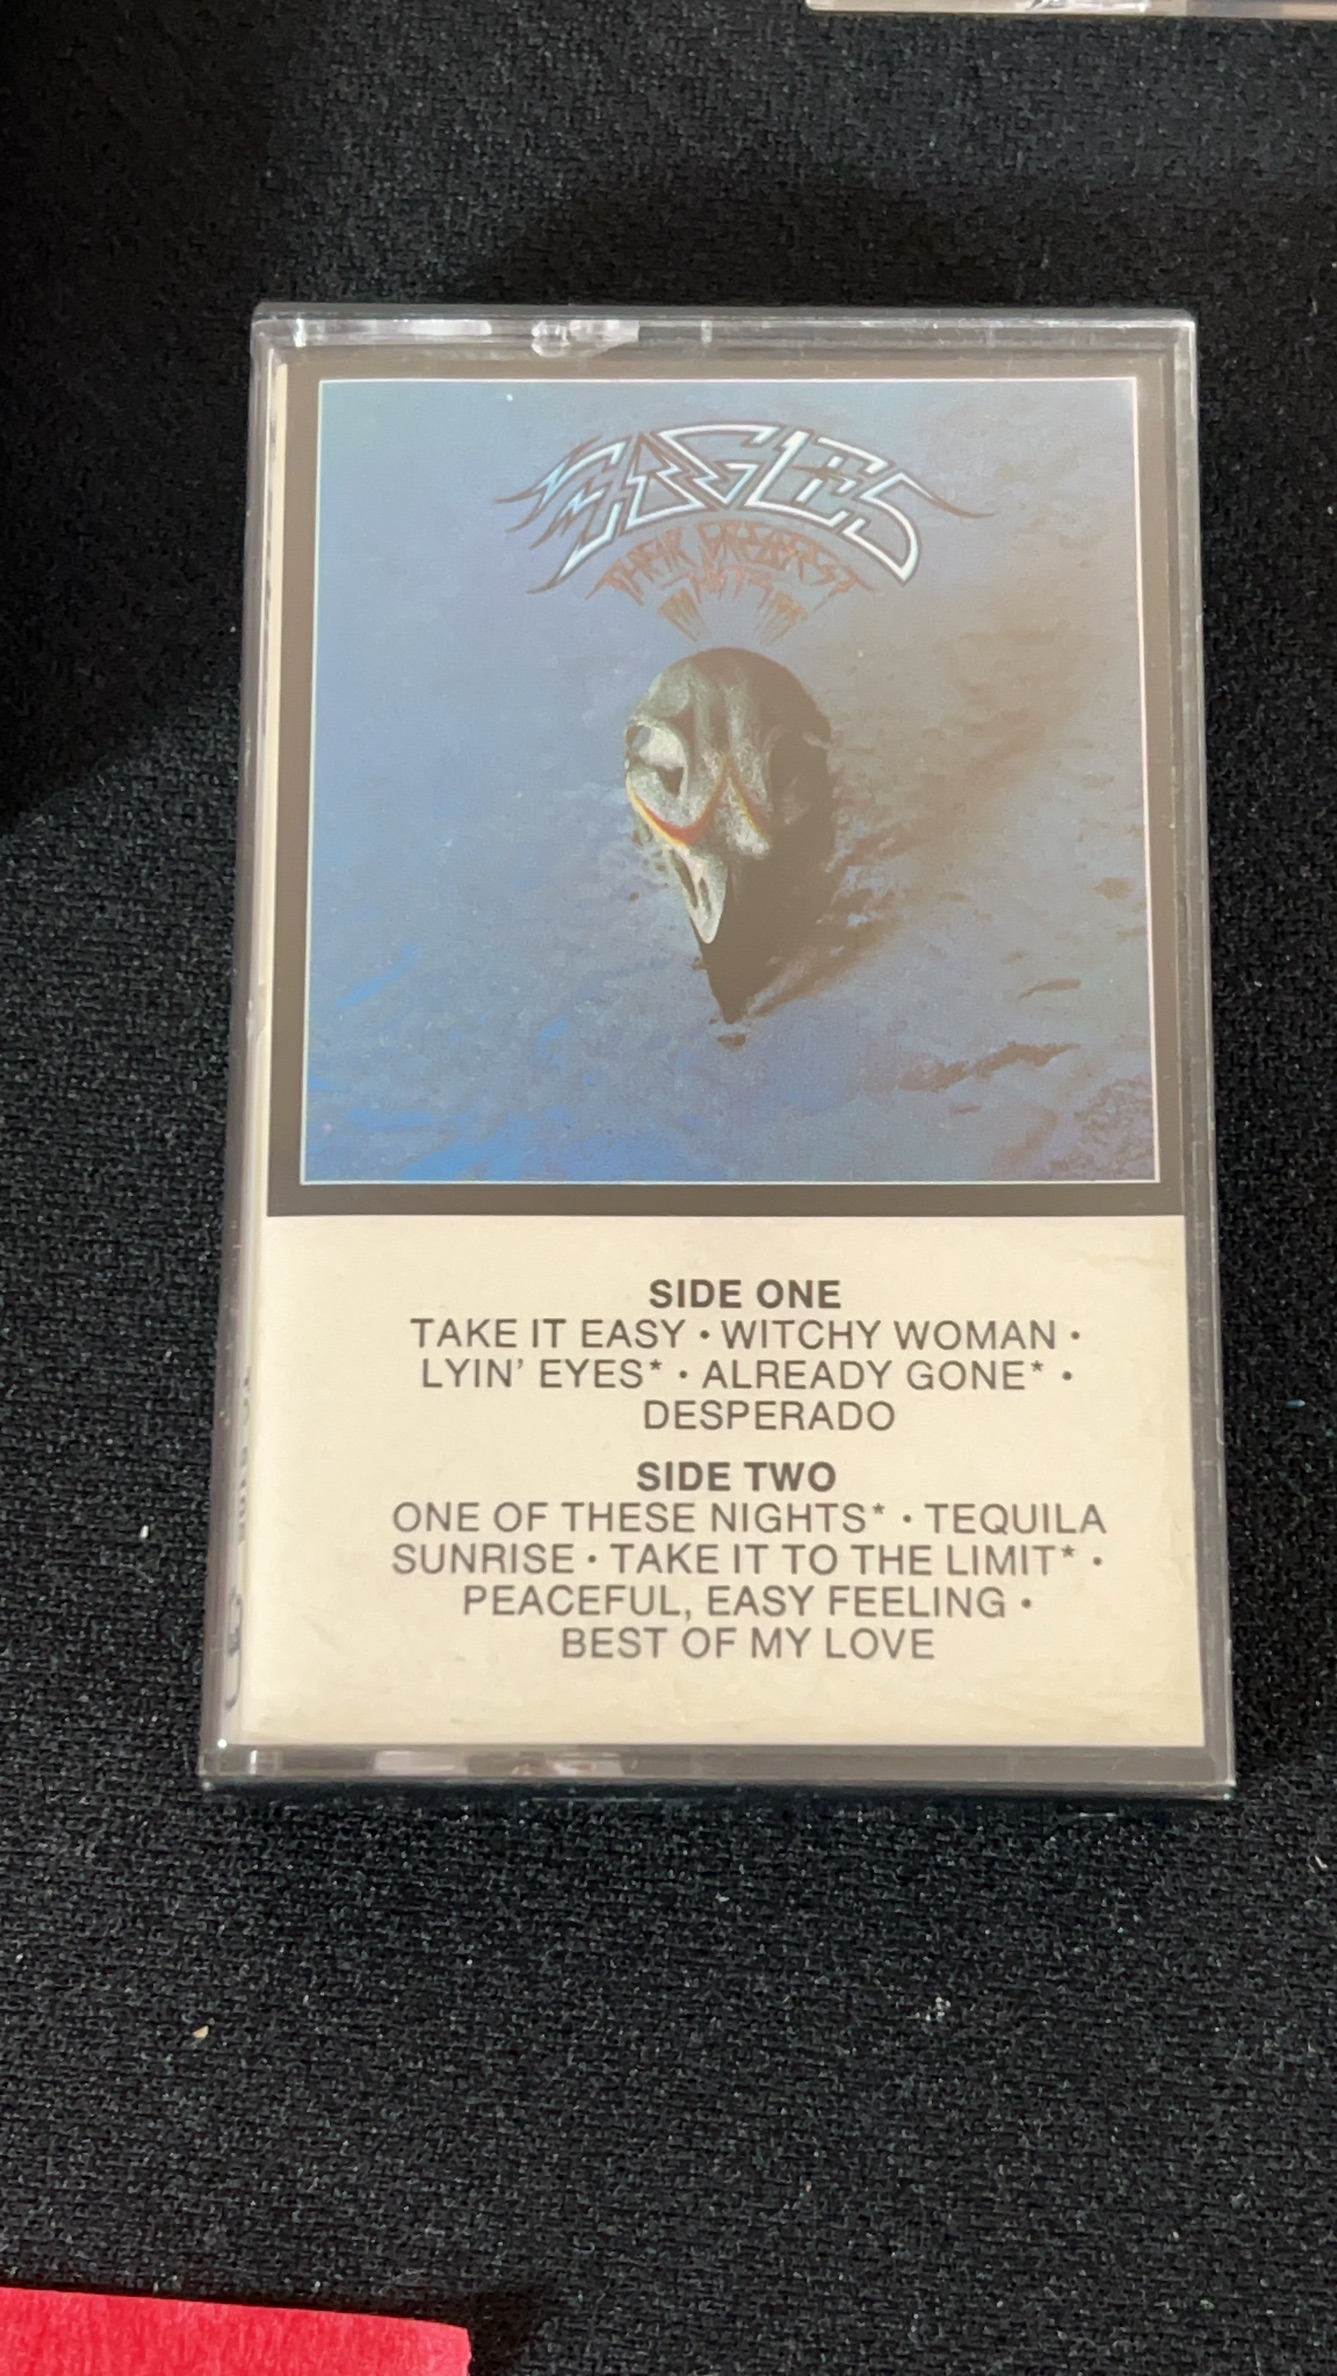 EAGLES
THEIR GREATEST
HITS
SIDE ONE
TAKE IT EASY • WITCHY WOMAN •
LYIN' EYES* • ALREADY GONE* •
DESPERADO
SIDE TWO
ONE OF THESE NIGHTS* • TEQUILA
SUNRISE • TAKE IT TO THE LIMIT* •
PEACEFUL, EASY FEELING •
BEST OF MY LOVE